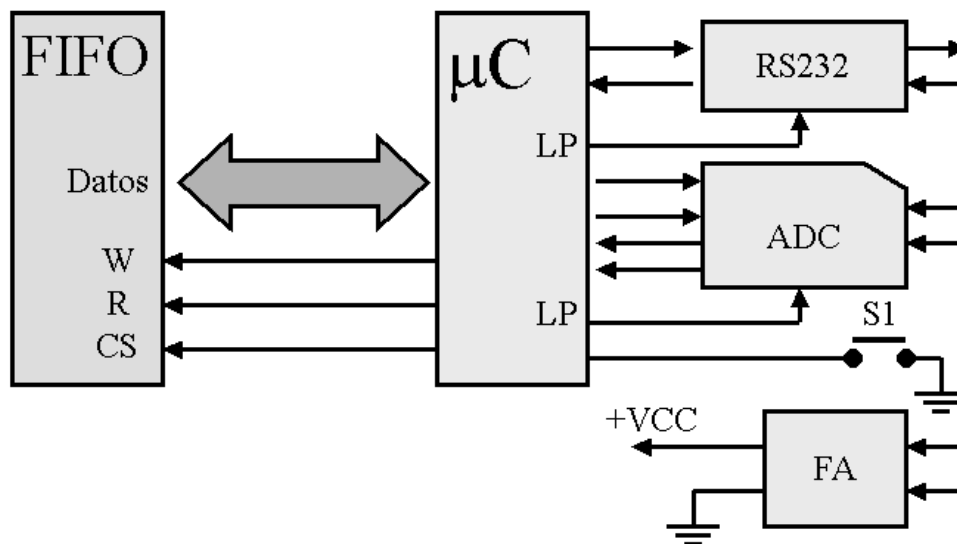 FIFO
Datos
W
R
CS
μC
LP
LP
RS232
ADC
S1
+VCC
FA